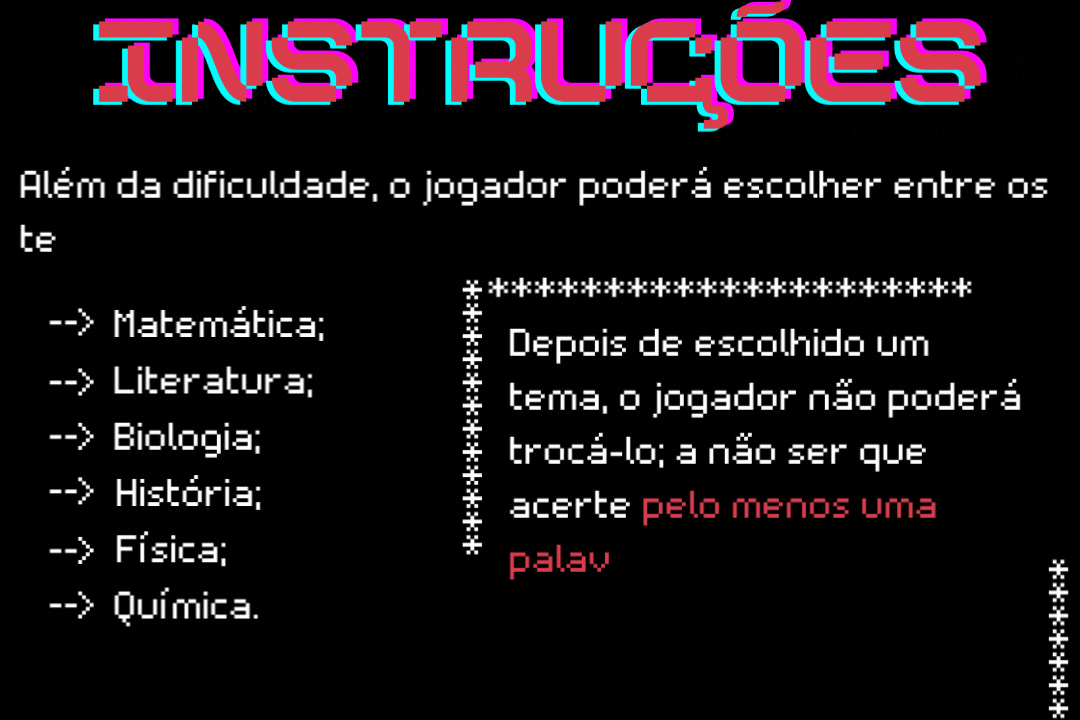 INSTRUÇÕES
Além da dificuldade, o jogador poderá escolher entre os
te
--> Matemática;
--> Literatura;
--> Biologia;
--> História;
--> Física;
--> Química.
*********************
Depois de escolhido um
tema, o jogador não poderá
trocá-lo; a não ser que
acerte pelo menos uma
palav